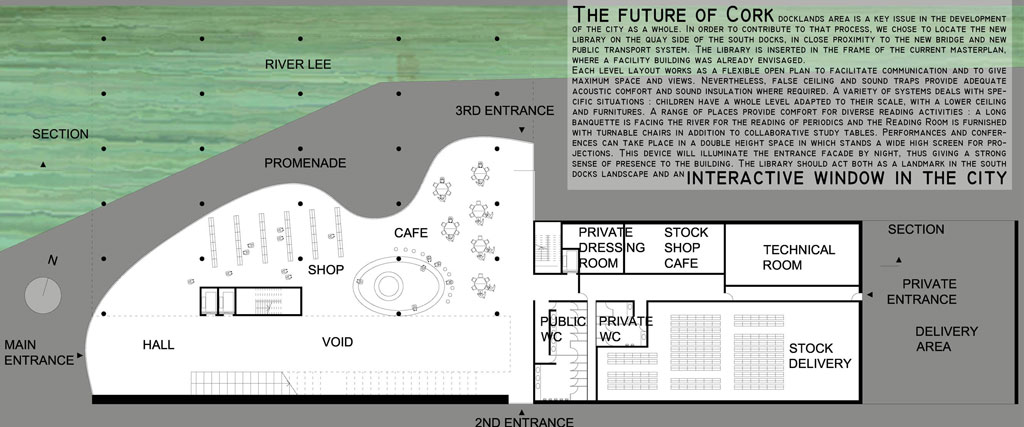 THE FUTURE OF CORK DOCKLANDS AREA IS A KEY ISSUE IN THE DEVELOPMENT
OF THE CITY AS A WHOLE. IN ORDER TO CONTRIBUTE TO THAT PROCESS, WE CHOSE TO LOCATE THE NEW
LIBRARY ON THE QUAY SIDE OF THE SOUTH DOCKS, IN CLOSE PROXIMITY TO THE NEW BRIDGE AND NEW
PUBLIC TRANSPORT SYSTEM. THE LIBRARY IS INSERTED IN THE FRAME OF THE CURRENT MASTERPLAN,
WHERE A FACILITY BUILDING WAS ALREADY ENVISAGED.
EACH LEVEL LAYOUT WORKS AS A FLEXIBLE OPEN PLAN TO FACILITATE COMMUNICATION AND TO GIVE
MAXIMUM SPACE AND VIEWS. NEVERTHELESS, FALSE CEILING AND SOUND TRAPS PROVIDE ADEQUATE
ACOUSTIC COMFORT AND SOUND INSULATION WHERE REQUIRED. A VARIETY OF SYSTEMS DEALS WITH SPE-
CIFIC SITUATIONS : CHILDREN HAVE A WHOLE LEVEL ADAPTED TO THEIR SCALE, WITH A LOWER CEILING
AND FURNITURES. A RANGE OF PLACES PROVIDE COMFORT FOR DIVERSE READING ACTIVITIES : A LONG
BANQUETTE IS FACING THE RIVER FOR THE READING OF PERIODICS AND THE READING ROOM IS FURNISHED
WITH TURNABLE CHAIRS IN ADDITION TO COLLABORATIVE STUDY TABLES. PERFORMANCES AND CONFER-
ENCES CAN TAKE PLACE IN A DOUBLE HEIGHT SPACE IN WHICH STANDS A WIDE HIGH SCREEN FOR PRO-
JECTIONS. THIS DEVICE WILL ILLUMINATE THE ENTRANCE FACADE BY NIGHT, THUS GIVING A STRONG
SENSE OF PRESENCE TO THE BUILDING. THE LIBRARY SHOULD ACT BOTH AS A LANDMARK IN THE SOUTH
DOCKS LANDSCAPE AND AN INTERACTIVE WINDOW IN THE CITY
RIVER LEE
3RD ENTRANCE
SECTION
PROMENADE
CAFE
SHOP
N
MAIN
ENTRANCE
HALL
VOID
2ND ENTRANCE
PRIVATE
DRESSING
ROOM
STOCK
SHOP
CAFE
TECHNICAL
ROOM
PUBLIC
WC
PRIVATE
WC
STOCK
DELIVERY
SECTION
PRIVATE
ENTRANCE
DELIVERY
AREA